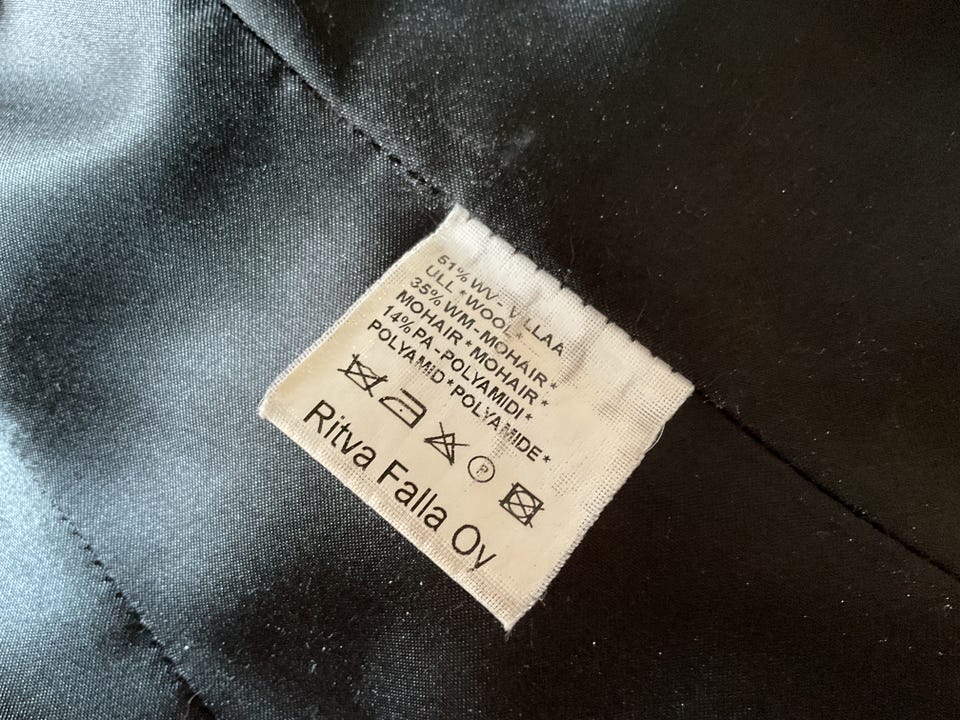 51% WV - VILLAA
ULL * WOOL *
35% WM - MOHAIR *
MOHAIR * MOHAIR *
14% PA - POLYAMIDI *
POLYAMID * POLYAMIDE *
P
Ritva Falla Oy